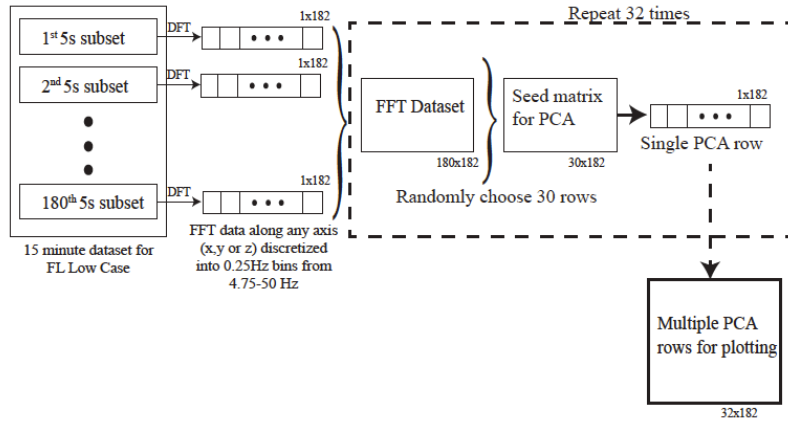 Repeat 32 times
1st 5s subset
DFT
1x182
2nd 5s subset
DFT
1x182
180th 5s subset
DFT
1x182
15 minute dataset for
FL Low Case
FFT data along any axis
(x,y or z) discretized
into 0.25Hz bins from
4.75-50 Hz
FFT Dataset
180x182
Seed matrix
for PCA
30x182
Randomly choose 30 rows
1x182
Single PCA row
Multiple PCA
rows for plotting
32x182